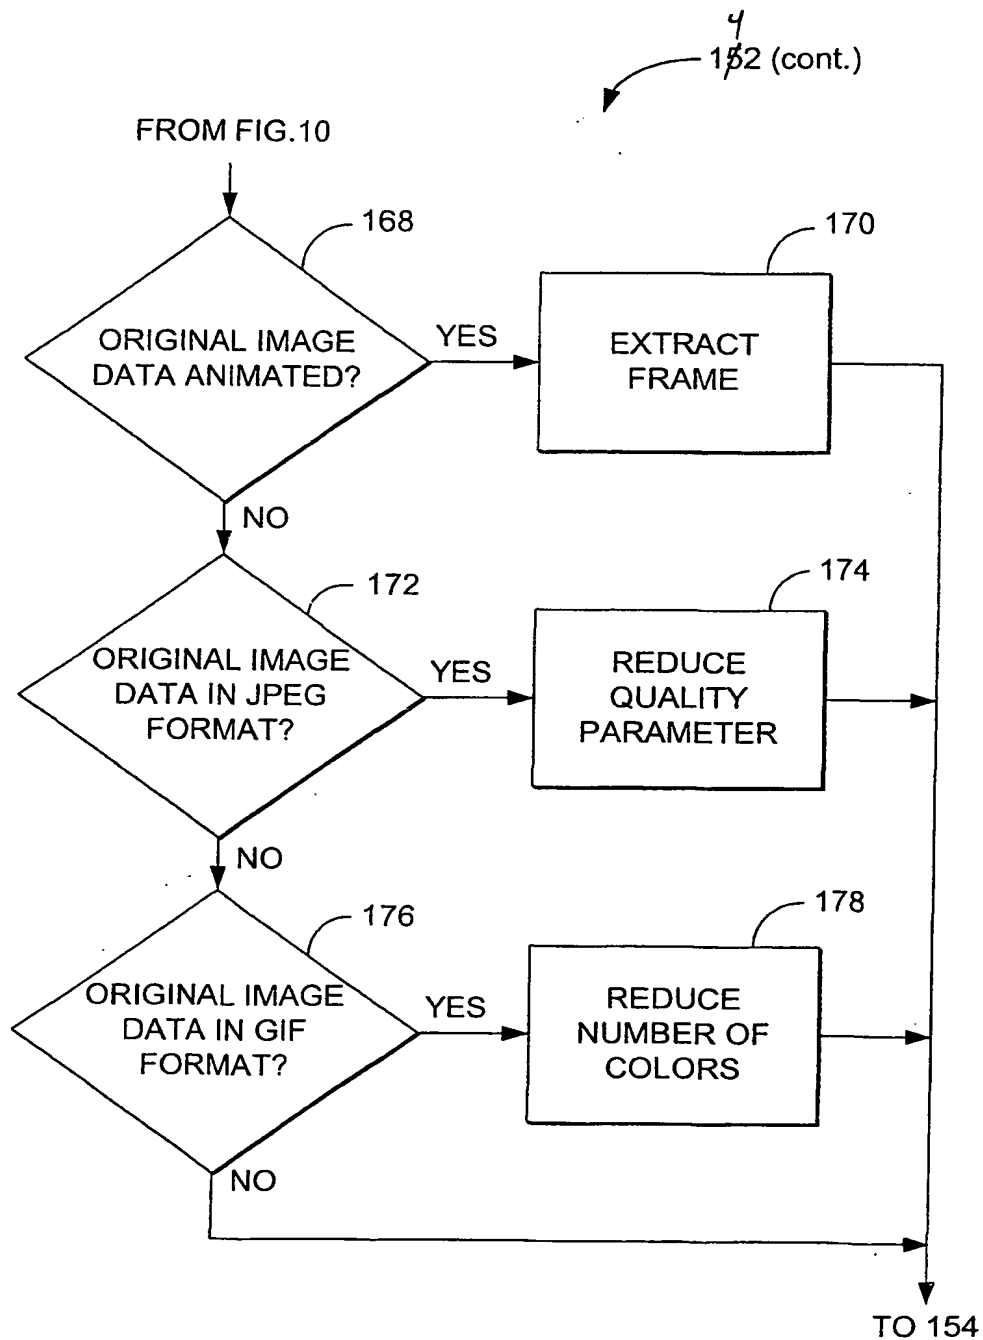 4
152 (cont.)
FROM FIG.10
168
170
ORIGINAL IMAGE
DATA ANIMATED?
YES
EXTRACT
FRAME
NO
172
174
ORIGINAL IMAGE
DATA IN JPEG
FORMAT?
YES
REDUCE
QUALITY
PARAMETER
NO
176
178
ORIGINAL IMAGE
DATA IN GIF
FORMAT?
YES
REDUCE
NUMBER OF
COLORS
NO
TO 154